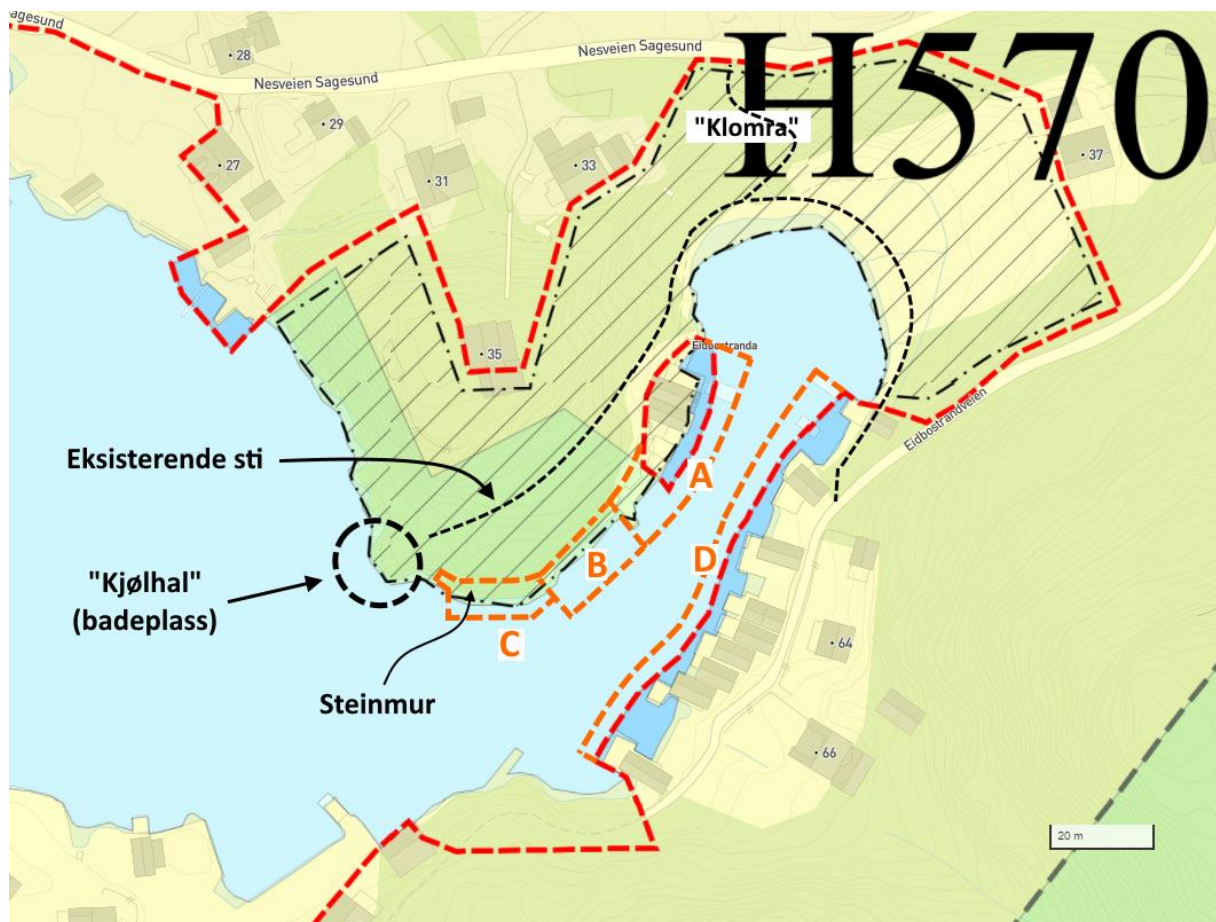 Nesveien Sagesund
28
Nesveien Sagesund
H570
29
"Klomra"
27
31
33
37
Eidbostranda
35
Eidbostrandveien
Eksisterende sti
A
B
D
"Kjølhal"
(badeplass)
C
64
Steinmur
66
20 m